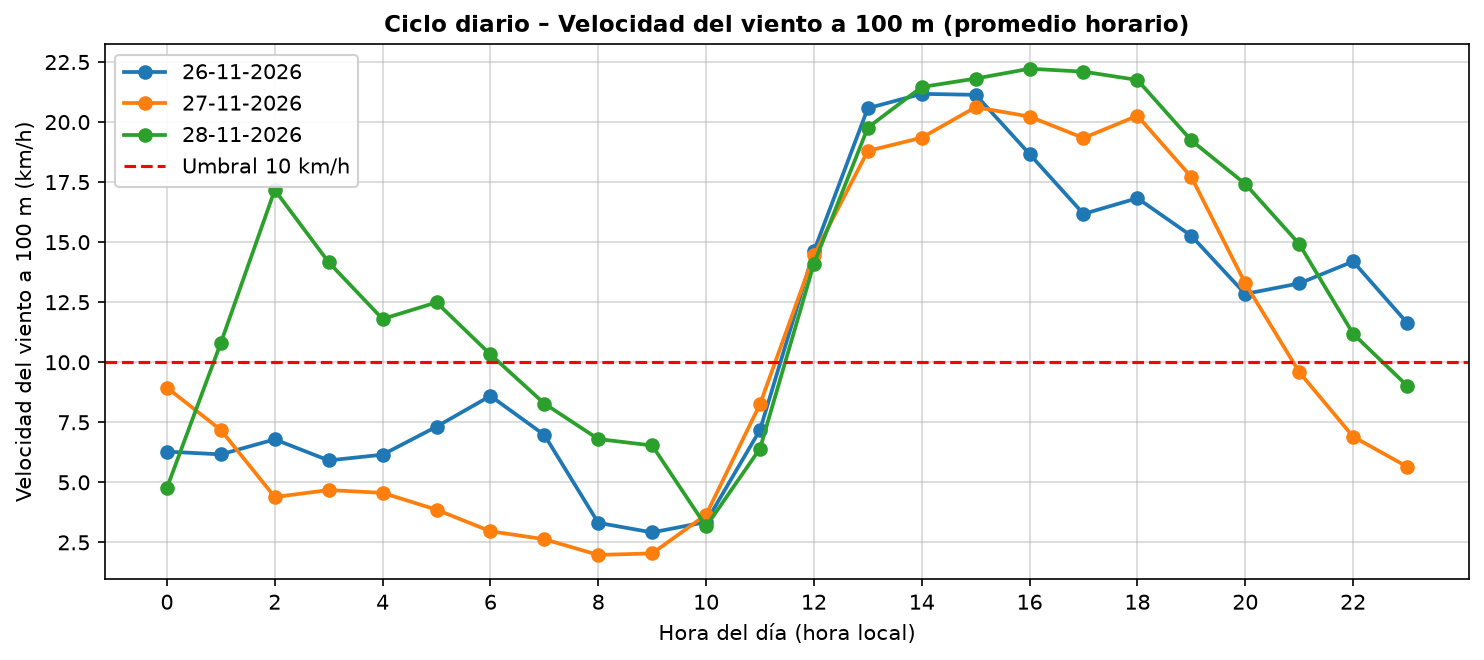 Ciclo diario – Velocidad del viento a 100 m (promedio horario)
26-11-2026
27-11-2026
28-11-2026
Umbral 10 km/h
Velocidad del viento a 100 m (km/h)
22.5
20.0
17.5
15.0
12.5
10.0
7.5
5.0
2.5
0 2 4 6 8 10 12 14 16 18 20 22
Hora del día (hora local)